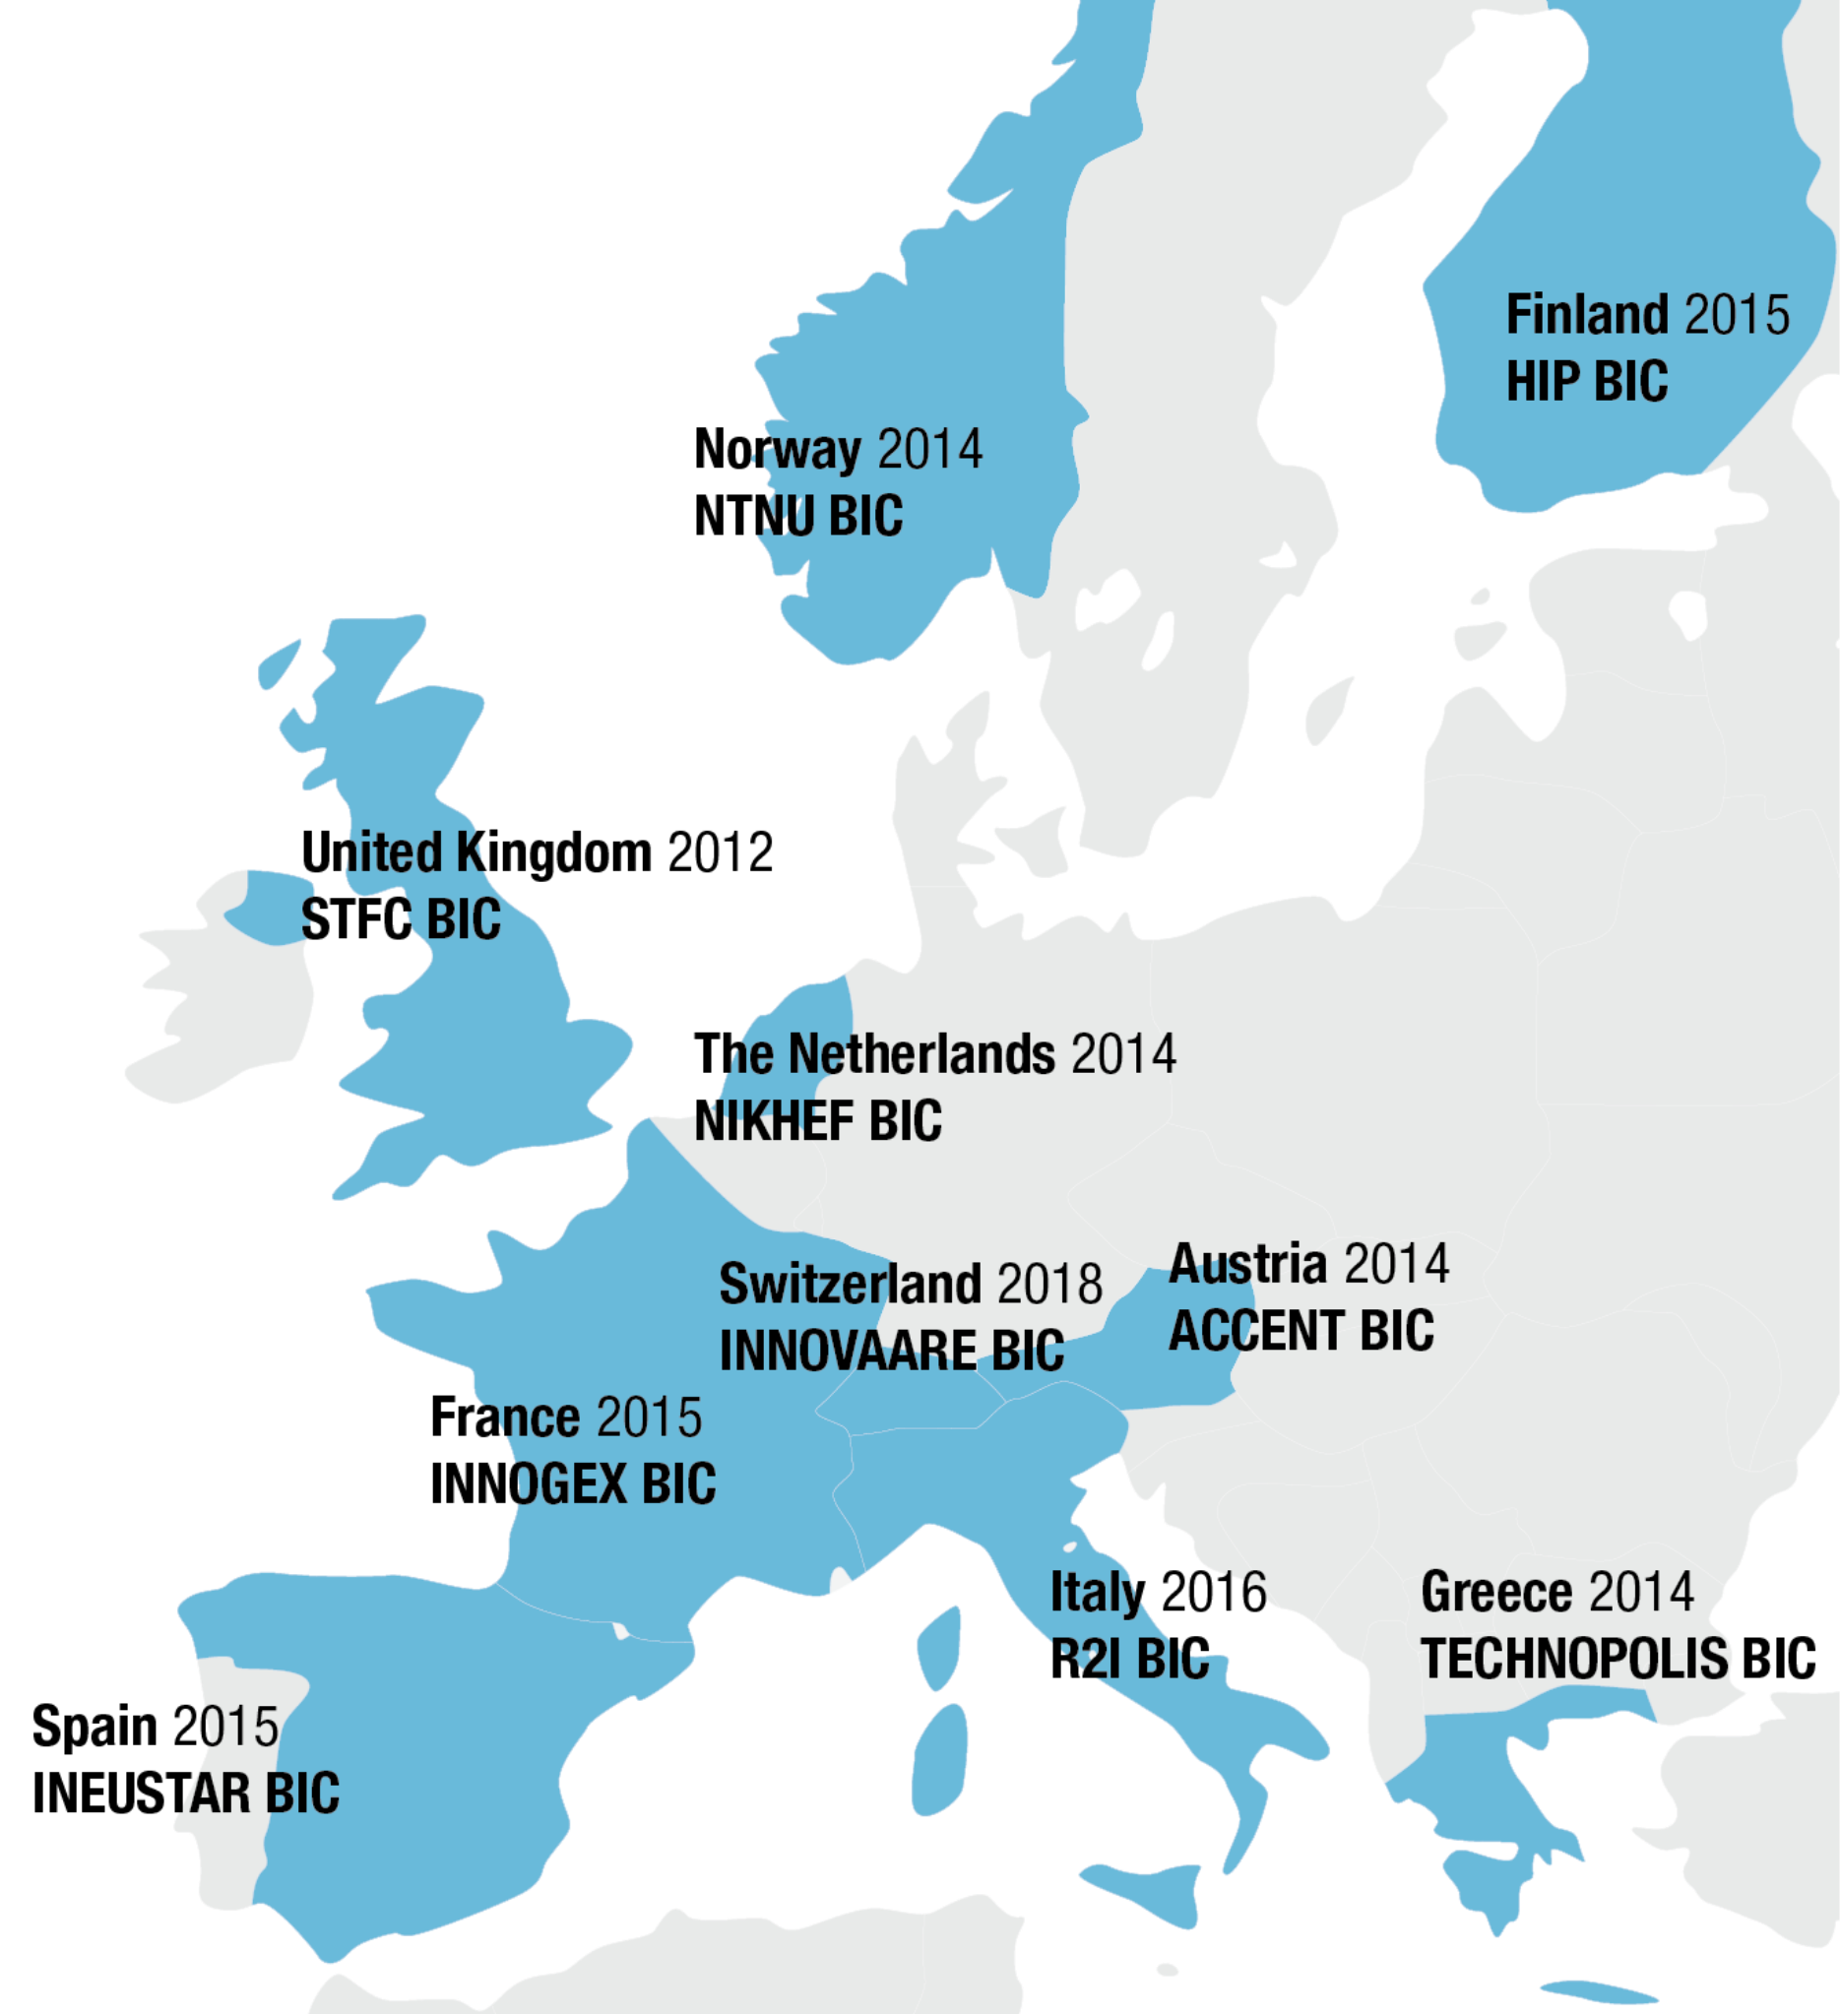 Finland 2015
HIP BIC
Norway 2014
NTNU BIC
United Kingdom 2012
STFC BIC
The Netherlands 2014
NIKHEF BIC
Switzerland 2018
INNOVAARE BIC
Austria 2014
ACCENT BIC
France 2015
INNOGEX BIC
Italy 2016
R2I BIC
Greece 2014
TECHNOPOLIS BIC
Spain 2015
INEUSTAR BIC